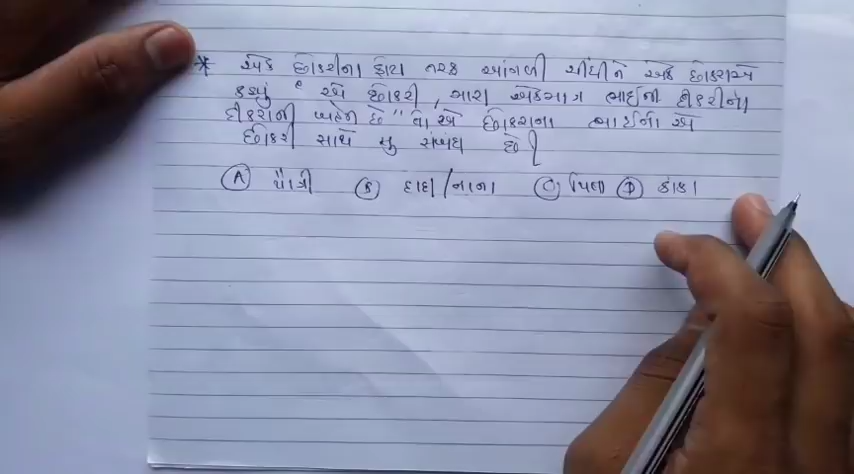 * એક છોકરીના ફોટા તરફ આંગળી ચીંધીને એક છોકરાએ
કહ્યું " એ છોકરી, મારા એકમાત્ર ભાઈની દીકરીના
દીકરાની બહેન છે" તો એ છોકરાના ભાઈની એ
છોકરી સાથે શુ સંબંધ છે?
(A) પૌત્રી (B) દાદા/નાના (C) પિતા (D) કાકા